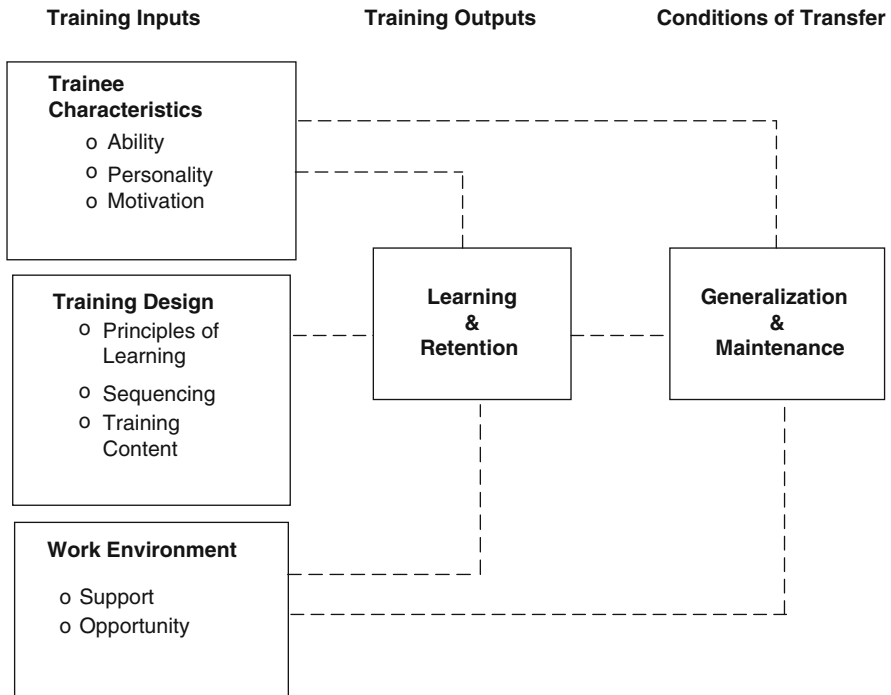 Training Inputs
Training Outputs
Conditions of Transfer
Trainee
Characteristics
o Ability
o Personality
o Motivation
Training Design
o Principles of
Learning
o Sequencing
o Training
Content
Work Environment
o Support
o Opportunity
Learning
&
Retention
Generalization
&
Maintenance